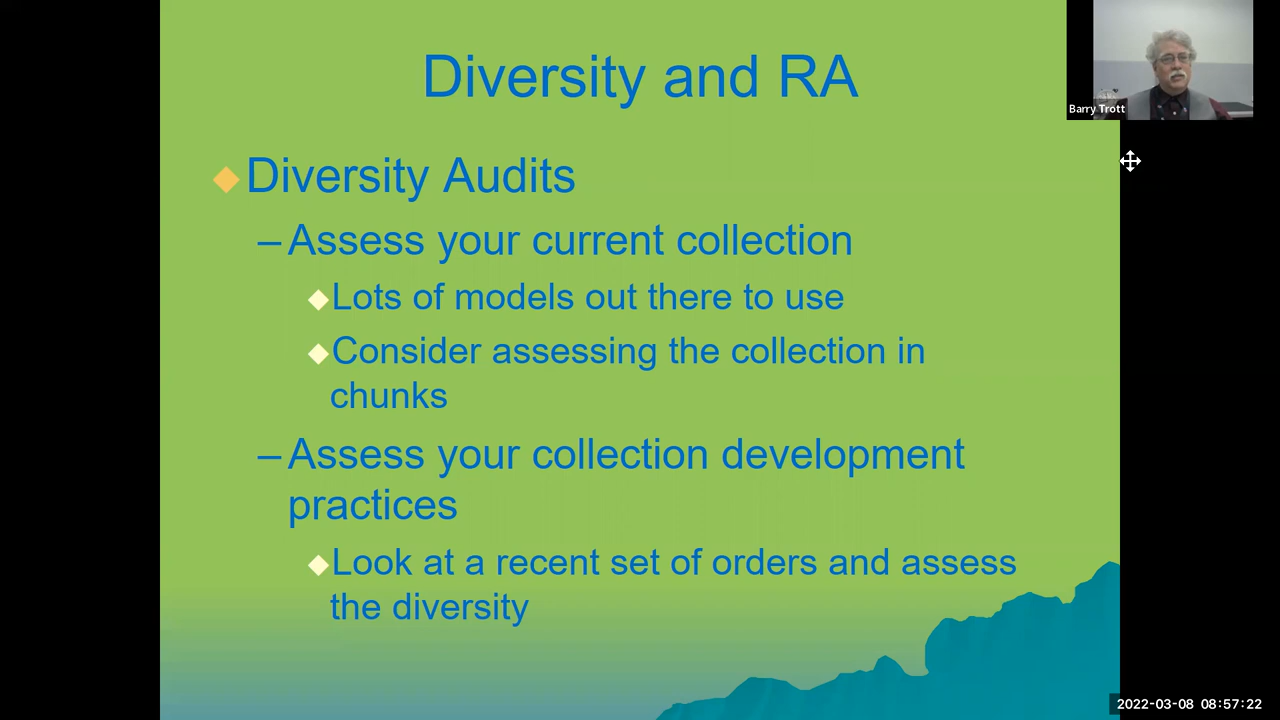 Diversity and RA
Barry Trott
Diversity Audits
– Assess your current collection
Lots of models out there to use
Consider assessing the collection in
chunks
– Assess your collection development
practices
Look at a recent set of orders and assess
the diversity
2022-03-08 08:57:22